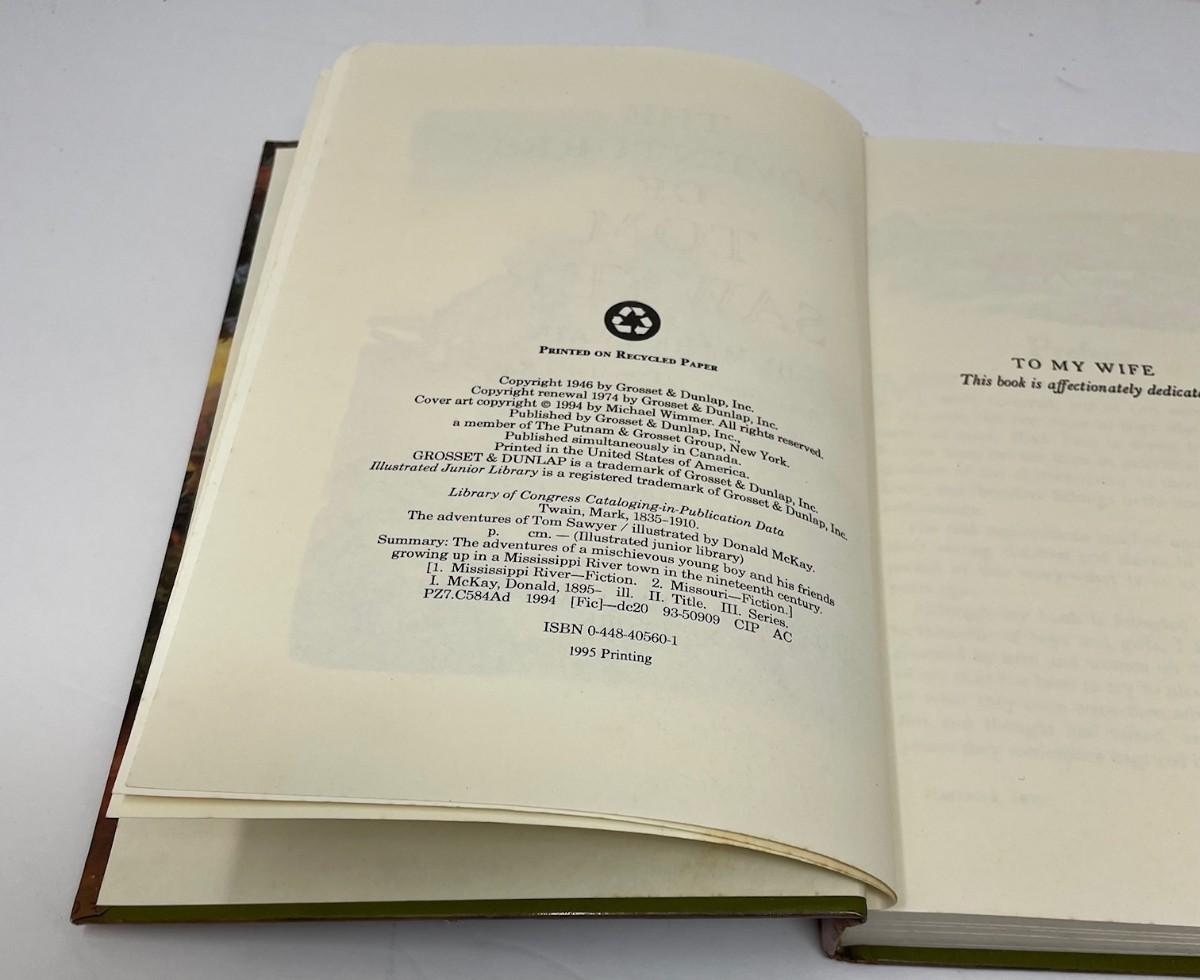 PRINTED ON RECYCLED PAPER
Copyright 1946 by Grosset & Dunlap, Inc.
Copyright renewal 1974 by Grosset & Dunlap, Inc.
Cover art copyright © 1994 by Michael Wimmer. All rights reserved.
Published by Grosset & Dunlap, Inc.,
a member of The Putnam & Grosset Group, New York.
Published simultaneously in Canada.
Printed in the United States of America.
GROSSET & DUNLAP is a trademark of Grosset & Dunlap, Inc.
Illustrated Junior Library is a registered trademark of Grosset & Dunlap, Inc.
Library of Congress Cataloging-in-Publication Data
Twain, Mark, 1835–1910.
The adventures of Tom Sawyer / illustrated by Donald McKay.
p. cm. — (Illustrated junior library)
Summary: The adventures of a mischievous young boy and his friends
growing up in a Mississippi River town in the nineteenth century.
[1. Mississippi River—Fiction. 2. Missouri—Fiction.]
I. McKay, Donald, 1895– ill. II. Title. III. Series.
PZ7.C584Ad 1994 [Fic]—dc20 93-50909 CIP AC
ISBN 0-448-40560-1
1995 Printing
TO MY WIFE
This book is affectionately dedicate